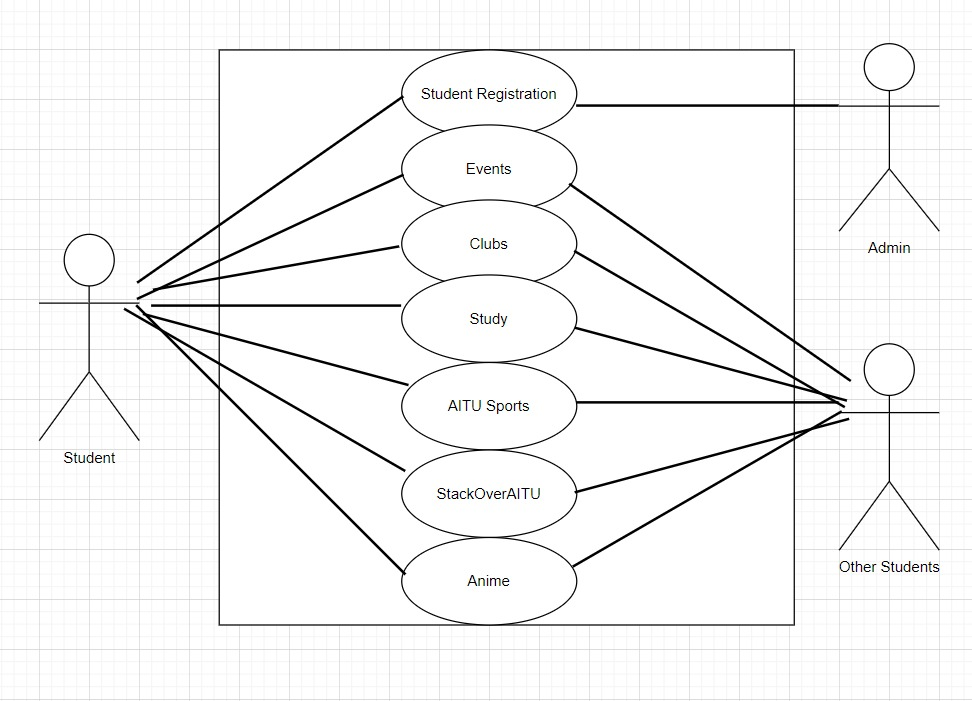 Student Registration
Events
Clubs
Study
AITU Sports
StackOverAITU
Anime
Student
Admin
Other Students